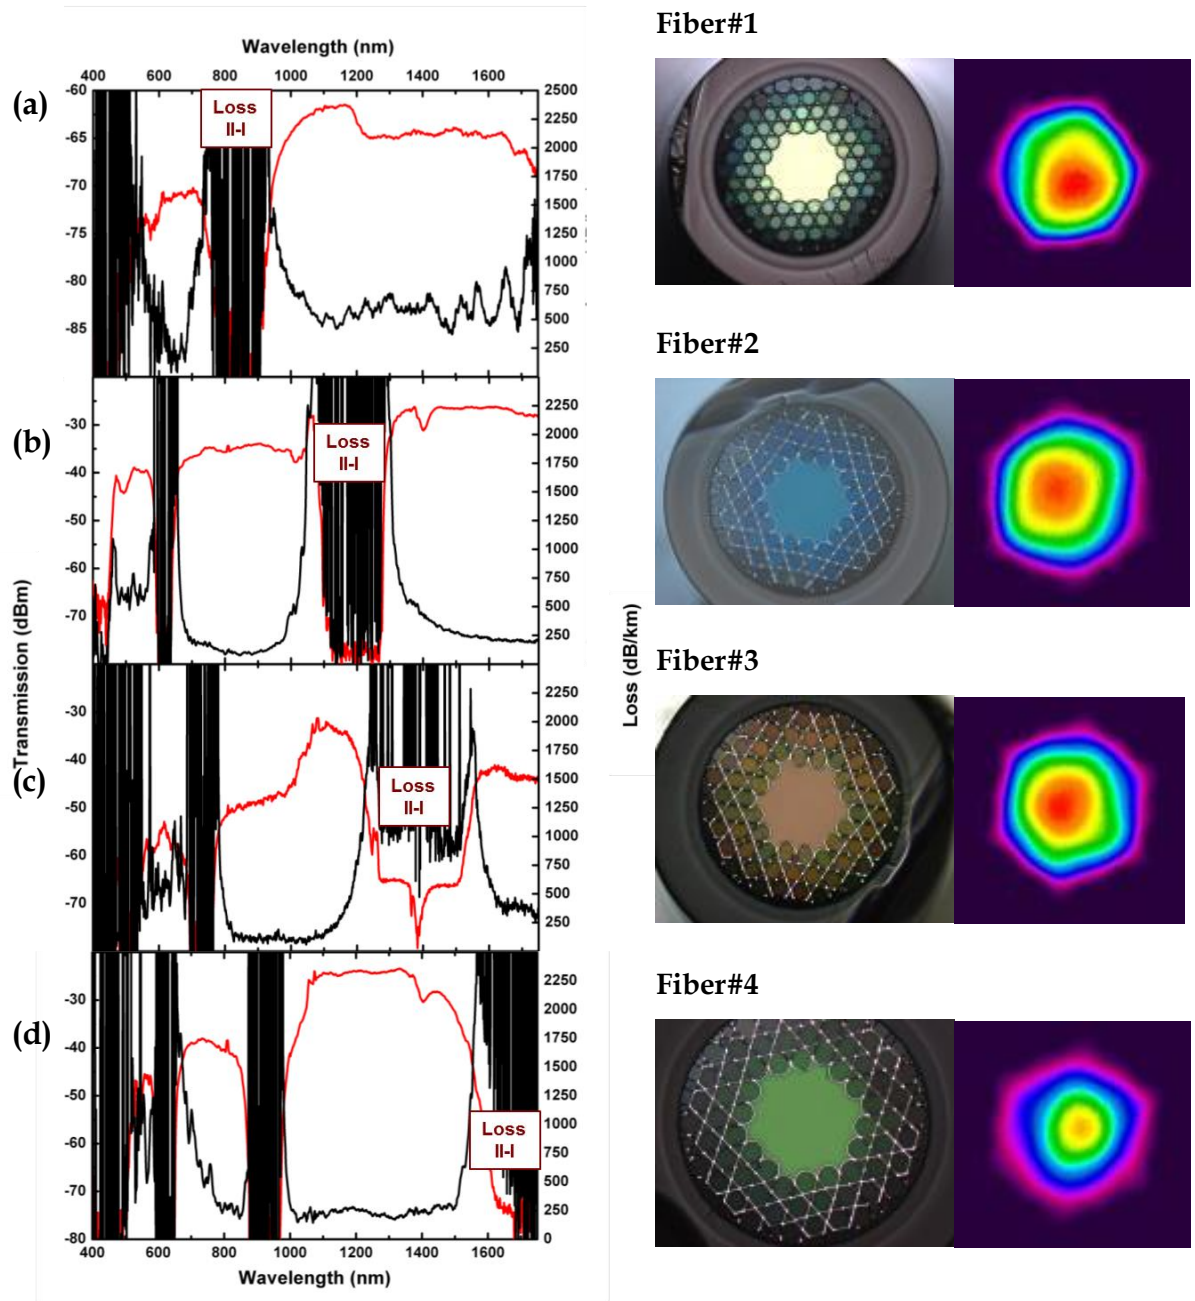 Fiber#1
Wavelength (nm)
400 600 800 1000 1200 1400 1600
(a)
-60
-65
-70
-75
-80
-85
Loss
II-I
2500
2250
2000
1750
1500
1250
1000
750
500
250
Fiber#2
(b)
-30
-40
-50
-60
-70
Loss
II-I
2250
2000
1750
1500
1250
1000
750
500
250
Transmission (dBm)
Loss (dB/km)
Fiber#3
(c)
-30
-40
-50
-60
-70
Loss
II-I
2250
2000
1750
1500
1250
1000
750
500
250
Fiber#4
(d)
-30
-40
-50
-60
-70
-80
Loss
II-I
2250
2000
1750
1500
1250
1000
750
500
250
0
400 600 800 1000 1200 1400 1600
Wavelength (nm)